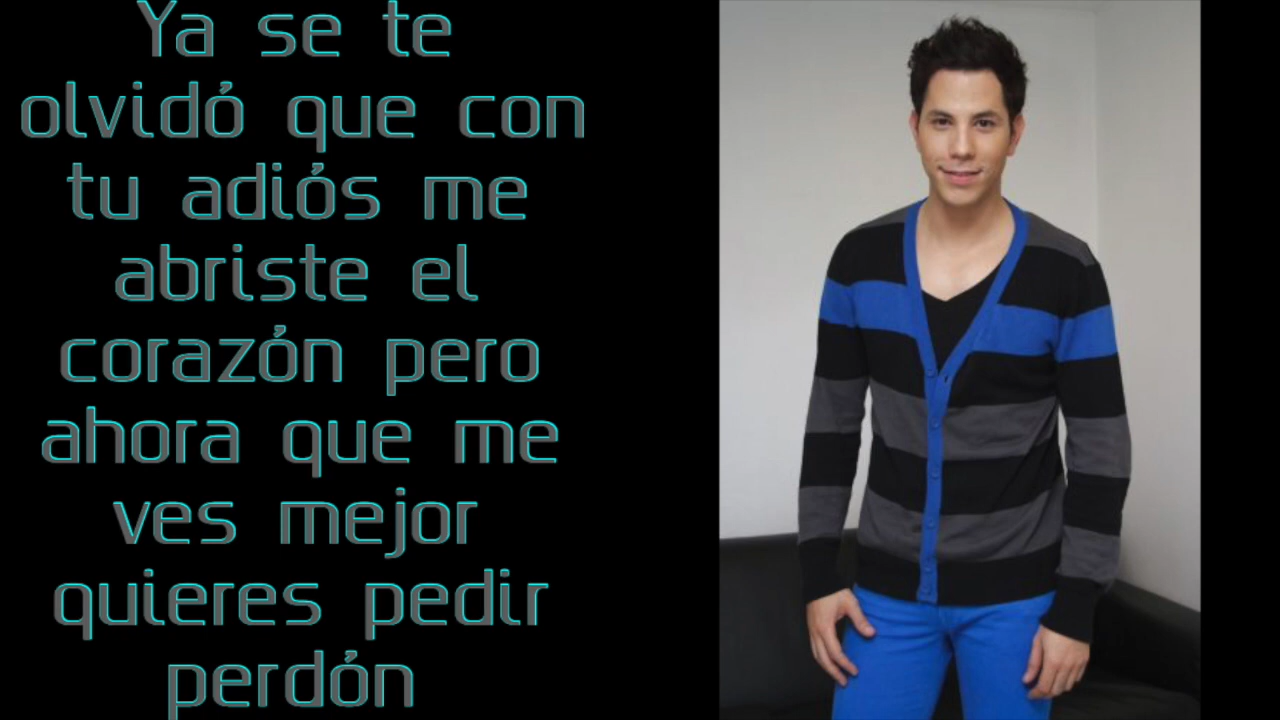 Ya se te
olvidó que con
tu adiós me
abriste el
corazón pero
ahora que me
ves mejor
quieres pedir
perdón